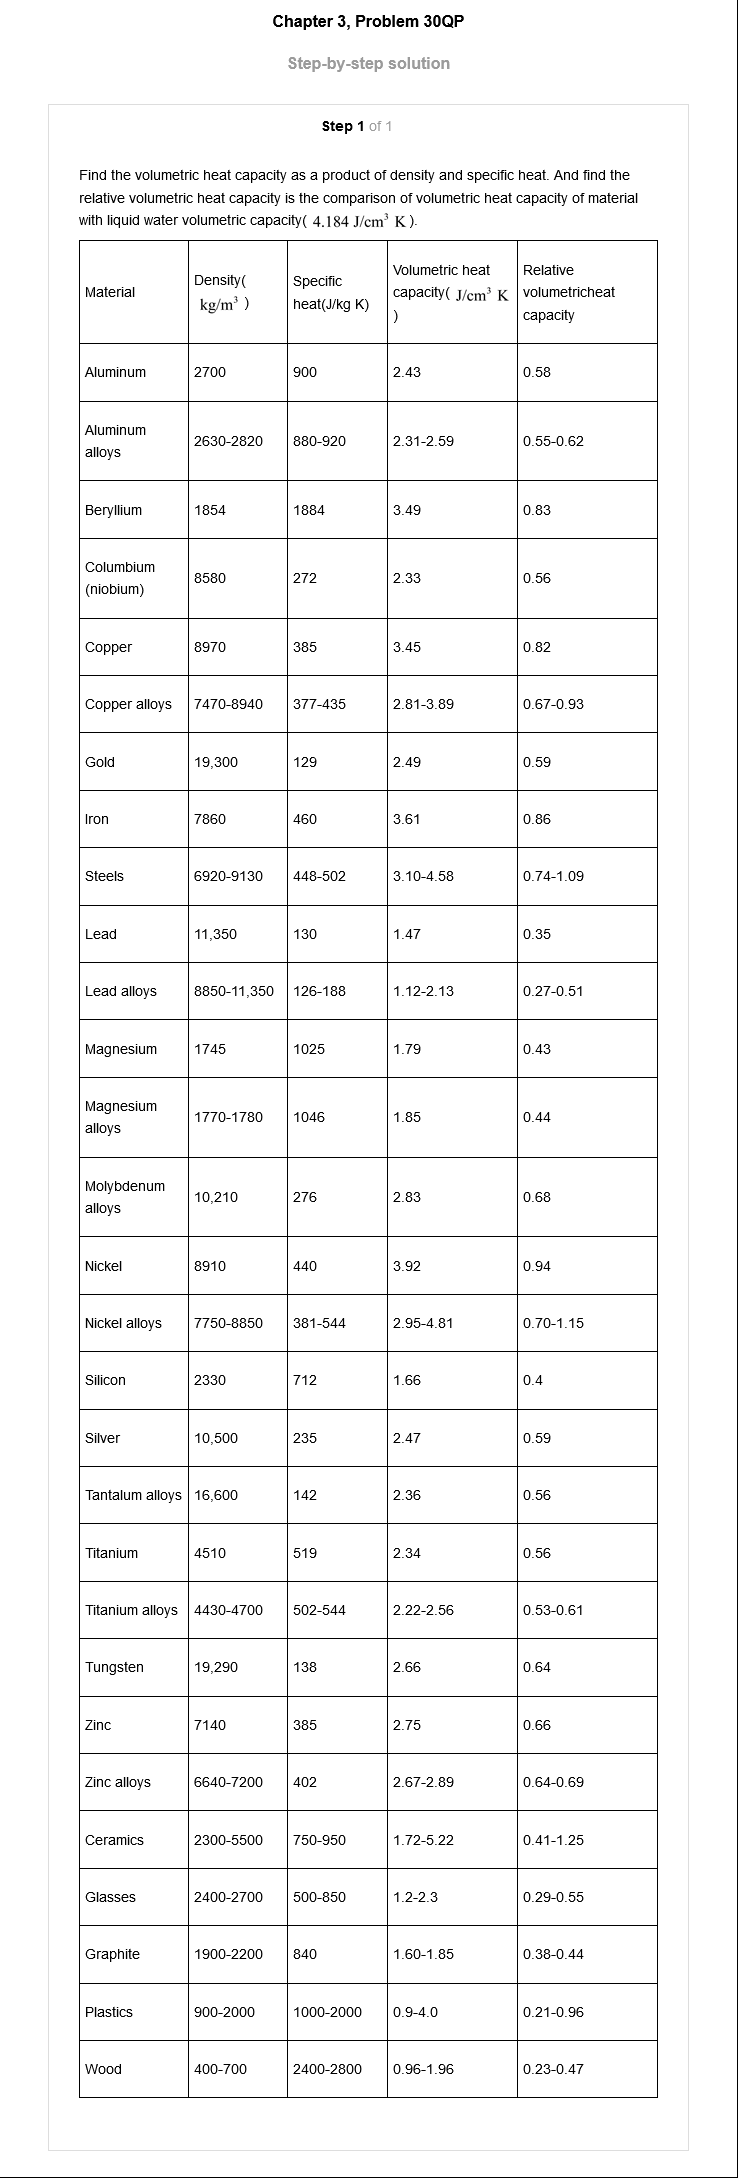 Chapter 3, Problem 30QP
Step-by-step solution
Step 1 of 1
Find the volumetric heat capacity as a product of density and specific heat. And find the
relative volumetric heat capacity is the comparison of volumetric heat capacity of material
with liquid water volumetric capacity( 4.184 J/cm³ K ).
Material | Density( kg/m³ ) | Specific heat(J/kg K) | Volumetric heat capacity( J/cm³ K ) | Relative volumetricheat capacity
Aluminum | 2700 | 900 | 2.43 | 0.58
Aluminum alloys | 2630-2820 | 880-920 | 2.31-2.59 | 0.55-0.62
Beryllium | 1854 | 1884 | 3.49 | 0.83
Columbium (niobium) | 8580 | 272 | 2.33 | 0.56
Copper | 8970 | 385 | 3.45 | 0.82
Copper alloys | 7470-8940 | 377-435 | 2.81-3.89 | 0.67-0.93
Gold | 19,300 | 129 | 2.49 | 0.59
Iron | 7860 | 460 | 3.61 | 0.86
Steels | 6920-9130 | 448-502 | 3.10-4.58 | 0.74-1.09
Lead | 11,350 | 130 | 1.47 | 0.35
Lead alloys | 8850-11,350 | 126-188 | 1.12-2.13 | 0.27-0.51
Magnesium | 1745 | 1025 | 1.79 | 0.43
Magnesium alloys | 1770-1780 | 1046 | 1.85 | 0.44
Molybdenum alloys | 10,210 | 276 | 2.83 | 0.68
Nickel | 8910 | 440 | 3.92 | 0.94
Nickel alloys | 7750-8850 | 381-544 | 2.95-4.81 | 0.70-1.15
Silicon | 2330 | 712 | 1.66 | 0.4
Silver | 10,500 | 235 | 2.47 | 0.59
Tantalum alloys | 16,600 | 142 | 2.36 | 0.56
Titanium | 4510 | 519 | 2.34 | 0.56
Titanium alloys | 4430-4700 | 502-544 | 2.22-2.56 | 0.53-0.61
Tungsten | 19,290 | 138 | 2.66 | 0.64
Zinc | 7140 | 385 | 2.75 | 0.66
Zinc alloys | 6640-7200 | 402 | 2.67-2.89 | 0.64-0.69
Ceramics | 2300-5500 | 750-950 | 1.72-5.22 | 0.41-1.25
Glasses | 2400-2700 | 500-850 | 1.2-2.3 | 0.29-0.55
Graphite | 1900-2200 | 840 | 1.60-1.85 | 0.38-0.44
Plastics | 900-2000 | 1000-2000 | 0.9-4.0 | 0.21-0.96
Wood | 400-700 | 2400-2800 | 0.96-1.96 | 0.23-0.47